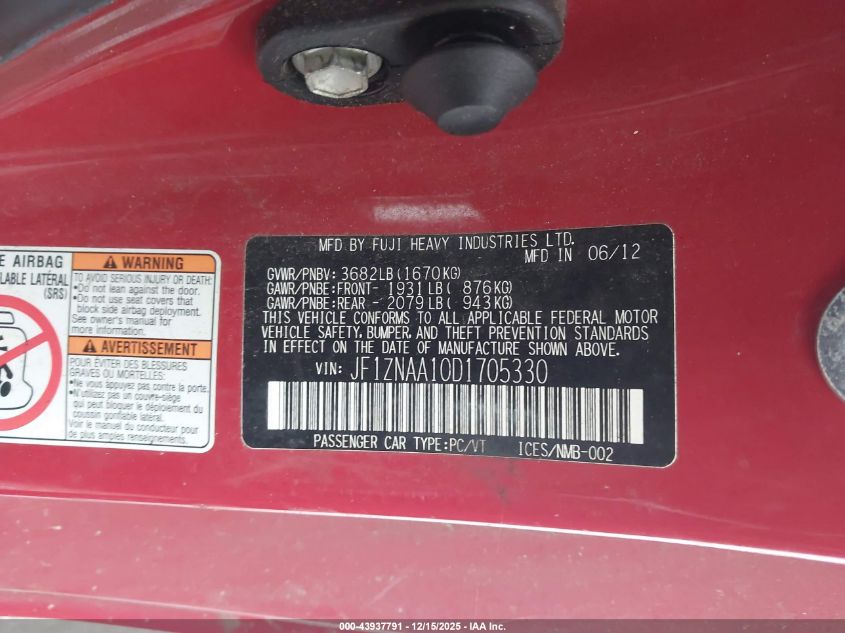 MFD BY FUJI HEAVY INDUSTRIES LTD.
MFD IN 06/12
GVWR/PNBV: 3682LB(1670KG)
GAWR/PNBE:FRONT- 1931LB( 876KG)
GAWR/PNBE:REAR - 2079LB( 943KG)
THIS VEHICLE CONFORMS TO ALL APPLICABLE FEDERAL MOTOR
VEHICLE SAFETY, BUMPER, AND THEFT PREVENTION STANDARDS
IN EFFECT ON THE DATE OF MANUFACTURE SHOWN ABOVE.
VIN: JF1ZNAA10D1705330
PASSENGER CAR TYPE:PC/VT ICES/NMB-002
E AIRBAG
LABLE LATÉRAL
(SRS)
WARNING
TO AVOID SERIOUS INJURY OR DEATH:
•Do not lean against the door.
•Do not use seat covers that
block side airbag deployment.
See owner's manual for
more information.
AVERTISSEMENT
POUR ÉVITER DES BLESSURES
GRAVES OU MORTELLES:
•Ne vous appuyez pas contre la porte.
•N'utilisez pas de housses de siège
qui peut bloquer le déploiement du
coussin gonflable latéral.
Voir le manuel du conducteur pour
de plus amples renseignements.
000-43937791 - 12/15/2025 - IAA Inc.